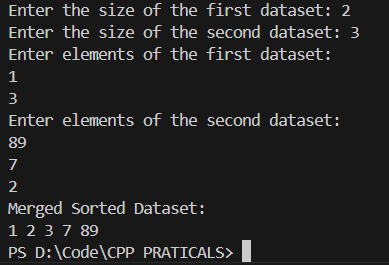 Enter the size of the first dataset: 2
Enter the size of the second dataset: 3
Enter elements of the first dataset:
1
3
Enter elements of the second dataset:
89
7
2
Merged Sorted Dataset:
1 2 3 7 89
PS D:\Code\CPP PRATICALS>